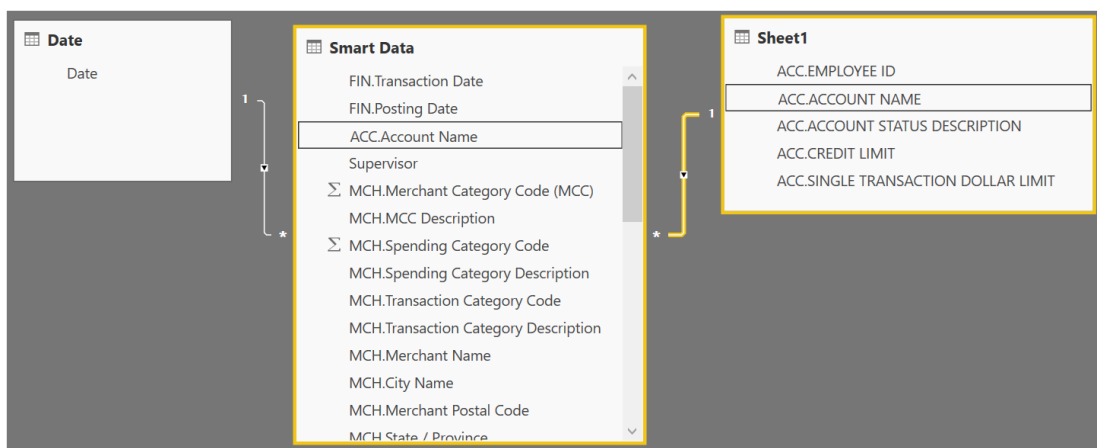 Date
Date
1
*
Smart Data
FIN.Transaction Date
FIN.Posting Date
ACC.Account Name
Supervisor
Σ MCH.Merchant Category Code (MCC)
MCH.MCC Description
Σ MCH.Spending Category Code
MCH.Spending Category Description
MCH.Transaction Category Code
MCH.Transaction Category Description
MCH.Merchant Name
MCH.City Name
MCH.Merchant Postal Code
MCH.State / Province
*
1
Sheet1
ACC.EMPLOYEE ID
ACC.ACCOUNT NAME
ACC.ACCOUNT STATUS DESCRIPTION
ACC.CREDIT LIMIT
ACC.SINGLE TRANSACTION DOLLAR LIMIT